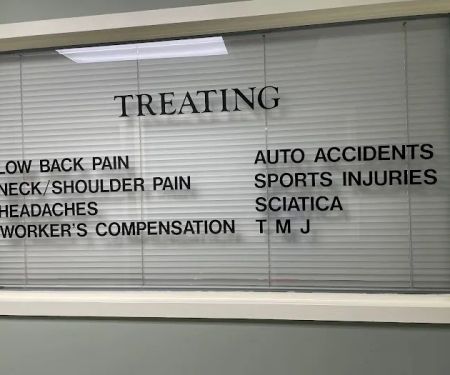 TREATING
LOW BACK PAIN
NECK/SHOULDER PAIN
HEADACHES
WORKER'S COMPENSATION
AUTO ACCIDENTS
SPORTS INJURIES
SCIATICA
T M J